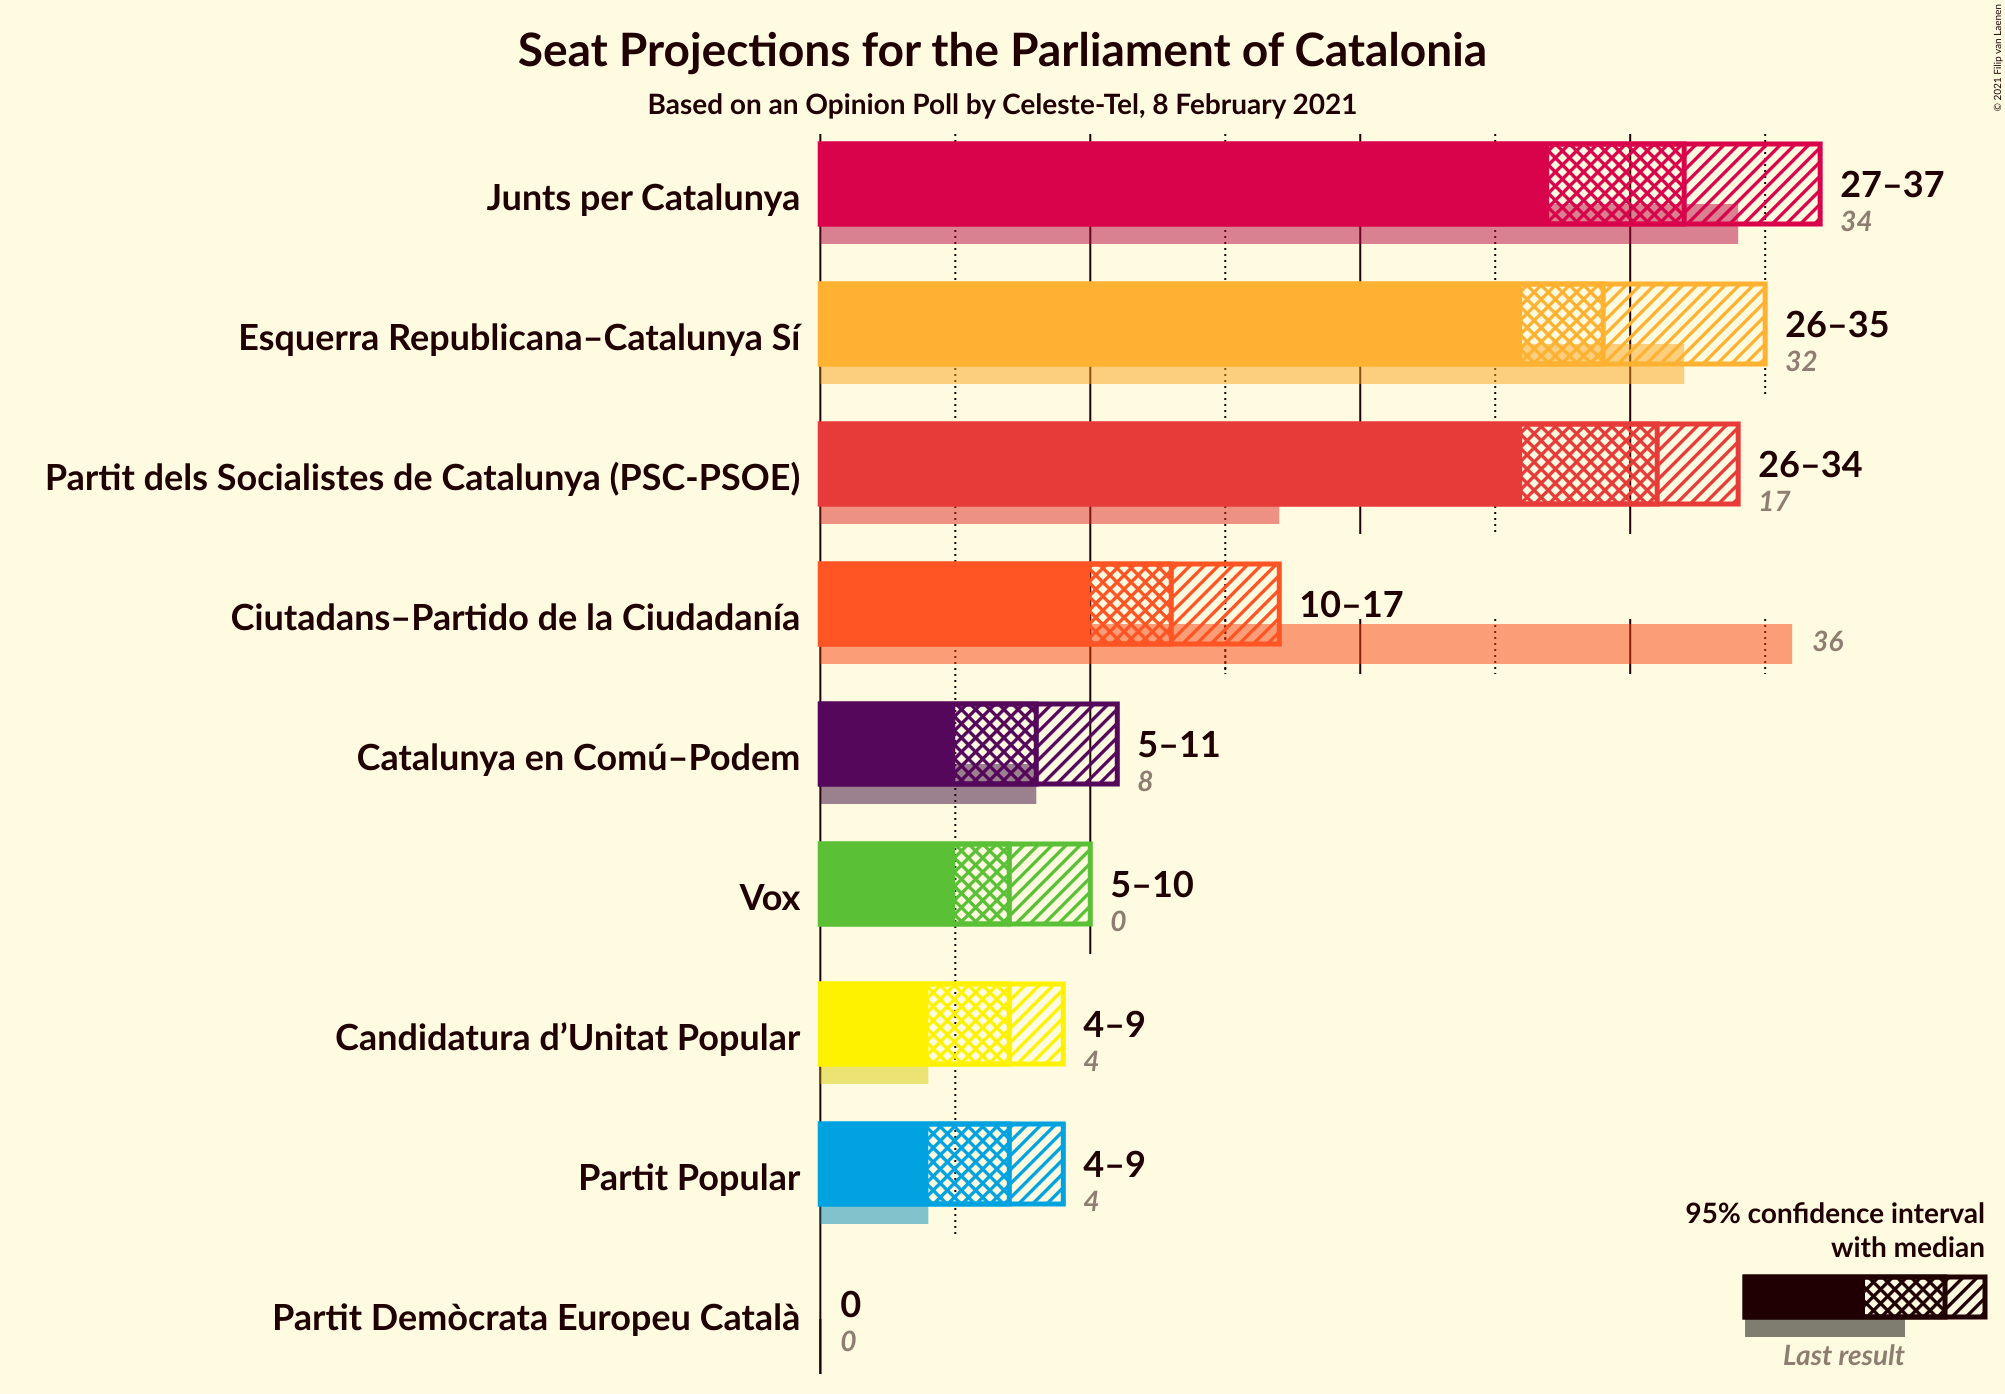 Seat Projections for the Parliament of Catalonia
Based on an Opinion Poll by Celeste-Tel, 8 February 2021
© 2021 Filip van Laenen
Junts per Catalunya
27–37
34
Esquerra Republicana–Catalunya Sí
26–35
32
Partit dels Socialistes de Catalunya (PSC-PSOE)
26–34
17
Ciutadans–Partido de la Ciudadanía
10–17
36
Catalunya en Comú–Podem
5–11
8
Vox
5–10
0
Candidatura d’Unitat Popular
4–9
4
Partit Popular
4–9
4
Partit Demòcrata Europeu Català
0
0
95% confidence interval
with median
Last result